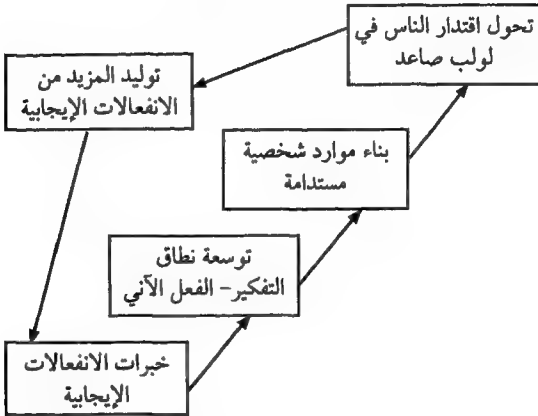 تحول اقتدار الناس في
لولب صاعد
توليد المزيد من
الانفعالات الإيجابية
بناء موارد شخصية
مستدامة
توسعة نطاق
التفكير- الفعل الآني
خبرات الانفعالات
الإيجابية